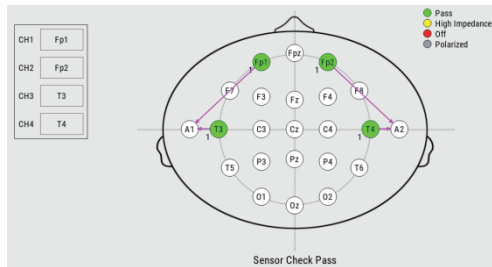 CH1 Fp1
CH2 Fp2
CH3 T3
CH4 T4
Pass
High Impedance
Off
Polarized
Fpz
Fp1 Fp2
1 1
F7 F3 Fz F4 F8
A1 T3 C3 Cz C4 T4 A2
1 1
T5 P3 Pz P4 T6
O1 Oz O2
Sensor Check Pass